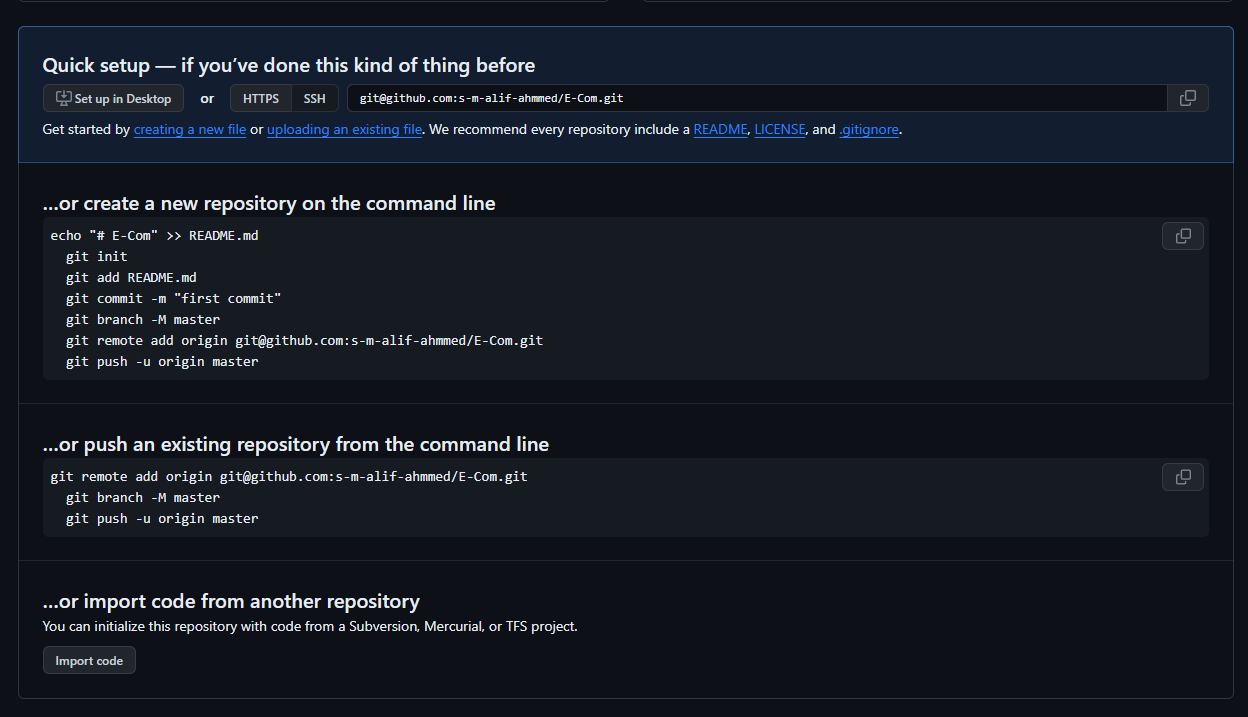 Quick setup — if you’ve done this kind of thing before
Set up in Desktop or HTTPS SSH git@github.com:s-m-alif-ahmmed/E-Com.git
Get started by creating a new file or uploading an existing file. We recommend every repository include a README, LICENSE, and .gitignore.
…or create a new repository on the command line
echo "# E-Com" >> README.md
git init
git add README.md
git commit -m "first commit"
git branch -M master
git remote add origin git@github.com:s-m-alif-ahmmed/E-Com.git
git push -u origin master
…or push an existing repository from the command line
git remote add origin git@github.com:s-m-alif-ahmmed/E-Com.git
git branch -M master
git push -u origin master
…or import code from another repository
You can initialize this repository with code from a Subversion, Mercurial, or TFS project.
Import code